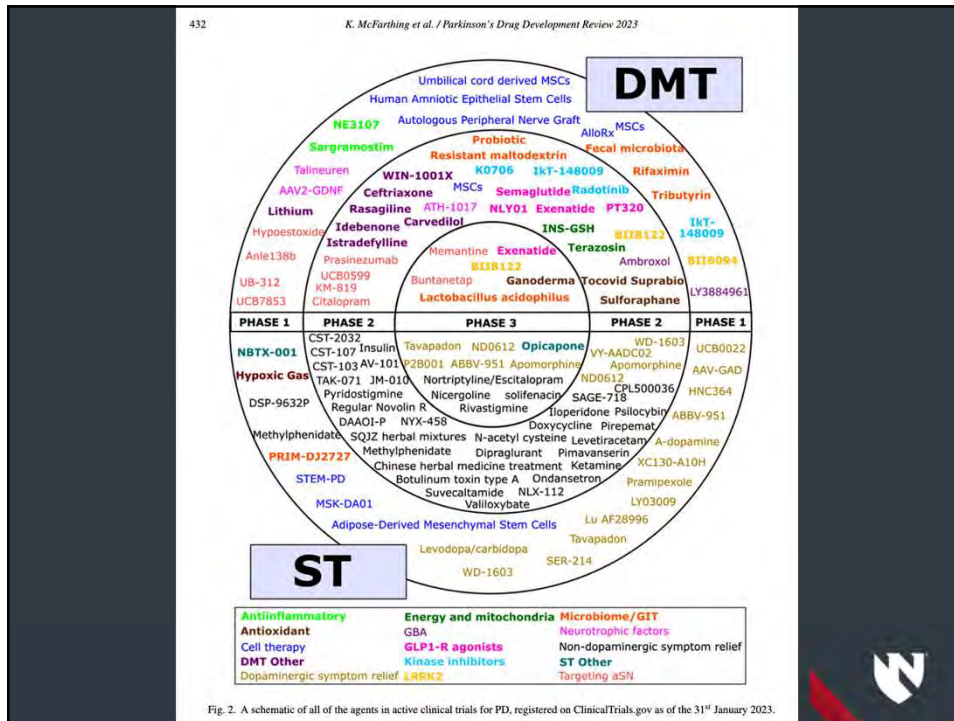 432
K. McFarthing et al. / Parkinson's Drug Development Review 2023
DMT
Umbilical cord derived MSCs
Human Amniotic Epithelial Stem Cells
Autologous Peripheral Nerve Graft
NE3107
AlloRx
MSCs
Sargramostim
Probiotic
Fecal microbiota
Resistant maltodextrin
Talineuren
WIN-1001X
K0706
IkT-148009
Rifaximin
AAV2-GDNF
Ceftriaxone
MSCs
Semaglutide
Radotinib
Tributyrin
Lithium
Rasagiline
ATH-1017
NLY01
Exenatide
PT320
Hypoestoxide
Idebenone
Carvedilol
INS-GSH
BIIB122
IkT-
148009
Istradefylline
Memantine
Exenatide
Terazosin
Anle138b
Prasinezumab
BIIB122
Ambroxol
BIIB094
UB-312
UCB0599
Buntanetap
Ganoderma
Tocovid Suprabio
LY3884961
KM-819
UCB7853
Citalopram
Lactobacillus acidophilus
Sulforaphane
PHASE 1
PHASE 2
PHASE 3
PHASE 2
PHASE 1
NBTX-001
CST-2032
CST-107
Insulin
Tavapadon
ND0612
Opicapone
WD-1603
VY-AADC02
UCB0022
Hypoxic Gas
CST-103
AV-101
P2B001
ABBV-951
Apomorphine
Apomorphine
AAV-GAD
TAK-071
JM-010
Nortriptyline/Escitalopram
ND0612
CPL500036
HNC364
DSP-9632P
Pyridostigmine
Nicergoline
solifenacin
SAGE-718
Regular Novolin R
Rivastigmine
Iloperidone
Psilocybin
ABBV-951
DAAOI-P
NYX-458
Doxycycline
Pirepemat
Methylphenidate
SQJZ herbal mixtures
N-acetyl cysteine
Levetiracetam
A-dopamine
PRIM-DJ2727
Methylphenidate
Dipraglurant
Pimavanserin
XC130-A10H
Chinese herbal medicine treatment
Ketamine
STEM-PD
Botulinum toxin type A
Ondansetron
Pramipexole
MSK-DA01
Suvecaltamide
NLX-112
LY03009
Valiloxybate
Adipose-Derived Mesenchymal Stem Cells
Lu AF28996
Tavapadon
Levodopa/carbidopa
SER-214
ST
WD-1603
Antiinflammatory
Energy and mitochondria
Microbiome/GIT
Antioxidant
GBA
Neurotrophic factors
Cell therapy
GLP1-R agonists
Non-dopaminergic symptom relief
DMT Other
Kinase inhibitors
ST Other
Dopaminergic symptom relief
LRRK2
Targeting aSN
Fig. 2. A schematic of all of the agents in active clinical trials for PD, registered on ClinicalTrials.gov as of the 31st January 2023.
N